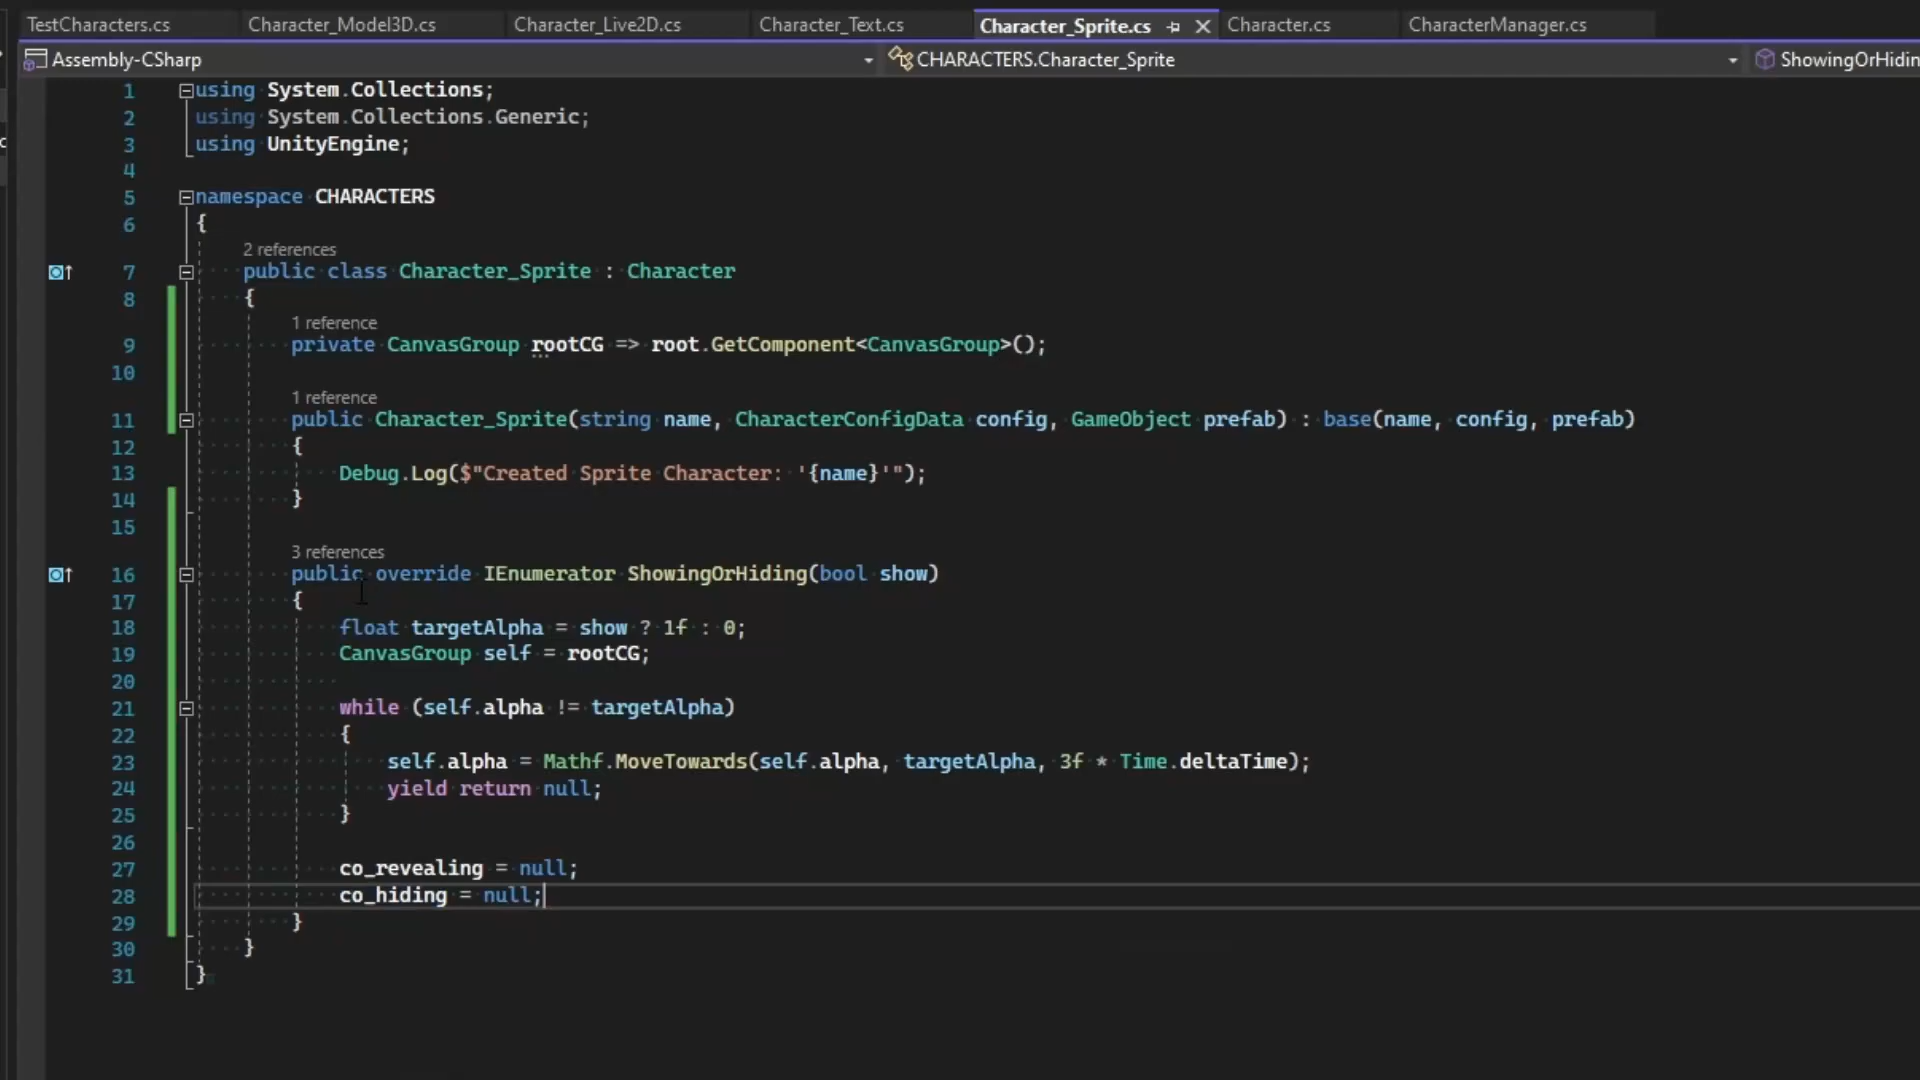 TestCharacters.cs Character_Model3D.cs Character_Live2D.cs Character_Text.cs Character_Sprite.cs Character.cs CharacterManager.cs
Assembly-CSharp CHARACTERS.Character_Sprite ShowingOrHidin
1 using System.Collections;
2 using System.Collections.Generic;
3 using UnityEngine;
4
5 namespace CHARACTERS
6 {
2 references
7 public class Character_Sprite : Character
8 {
1 reference
9 private CanvasGroup rootCG => root.GetComponent<CanvasGroup>();
10
1 reference
11 public Character_Sprite(string name, CharacterConfigData config, GameObject prefab) : base(name, config, prefab)
12 {
13 Debug.Log($"Created Sprite Character: '{name}'");
14 }
15
3 references
16 public override IEnumerator ShowingOrHiding(bool show)
17 {
18 float targetAlpha = show ? 1f : 0;
19 CanvasGroup self = rootCG;
20
21 while (self.alpha != targetAlpha)
22 {
23 self.alpha = Mathf.MoveTowards(self.alpha, targetAlpha, 3f * Time.deltaTime);
24 yield return null;
25 }
26
27 co_revealing = null;
28 co_hiding = null;
29 }
30 }
31 }